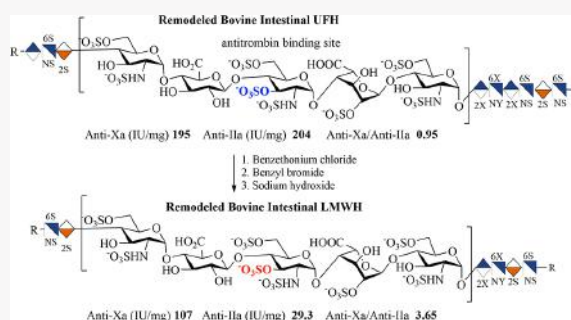 Remodeled Bovine Intestinal UFH
antitrombin binding site
6S
R
NS 2S
⁻O₃SO
HO
⁻O₃SHN
HO₂C
HO
OH
⁻O₃SO
⁻O₃SO
⁻O₃SHN
HOOC
OH
⁻O₃SO
⁻O₃SO
HO
⁻O₃SHN
6X 6S 6S
2X NY 2X NS 2S NS
Anti-Xa (IU/mg) 195 Anti-IIa (IU/mg) 204 Anti-Xa/Anti-IIa 0.95
1. Benzethonium chloride
2. Benzyl bromide
3. Sodium hydroxide
Remodeled Bovine Intestinal LMWH
6S
R
NS 2S
⁻O₃SO
HO
⁻O₃SHN
HO₂C
HO
OH
⁻O₃SO
⁻O₃SO
⁻O₃SHN
HOOC
OH
⁻O₃SO
⁻O₃SO
HO
⁻O₃SHN
6X 6S
2X NY 2S NS
R
Anti-Xa (IU/mg) 107 Anti-IIa (IU/mg) 29.3 Anti-Xa/Anti-IIa 3.65